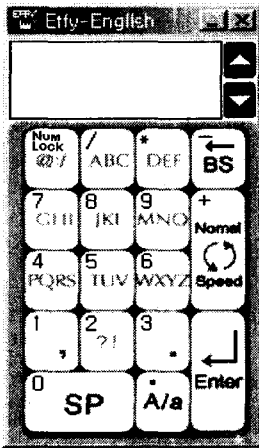 Etfy-English
Num Lock / * −
@:/ ABC DEF BS
7 8 9 +
GHI JKL MNO Nomal
4 5 6
PQRS TUV WXYZ Speed
1 2 3
, ?! .
Enter
0 .
SP A/a